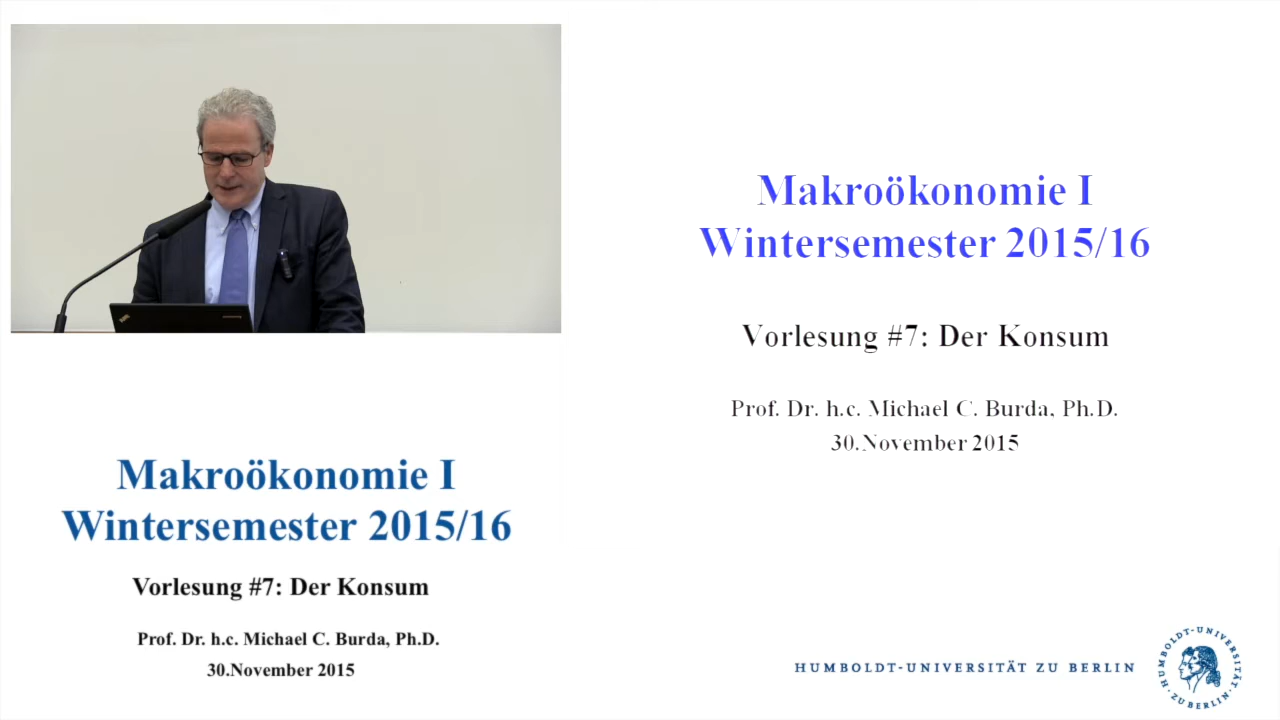 Makroökonomie I
Wintersemester 2015/16
Vorlesung #7: Der Konsum
Prof. Dr. h.c. Michael C. Burda, Ph.D.
30.November 2015
Makroökonomie I
Wintersemester 2015/16
Vorlesung #7: Der Konsum
Prof. Dr. h.c. Michael C. Burda, Ph.D.
30.November 2015
HUMBOLDT-UNIVERSITÄT ZU BERLIN
HUMBOLDT-UNIVERSITÄT · ZU BERLIN ·